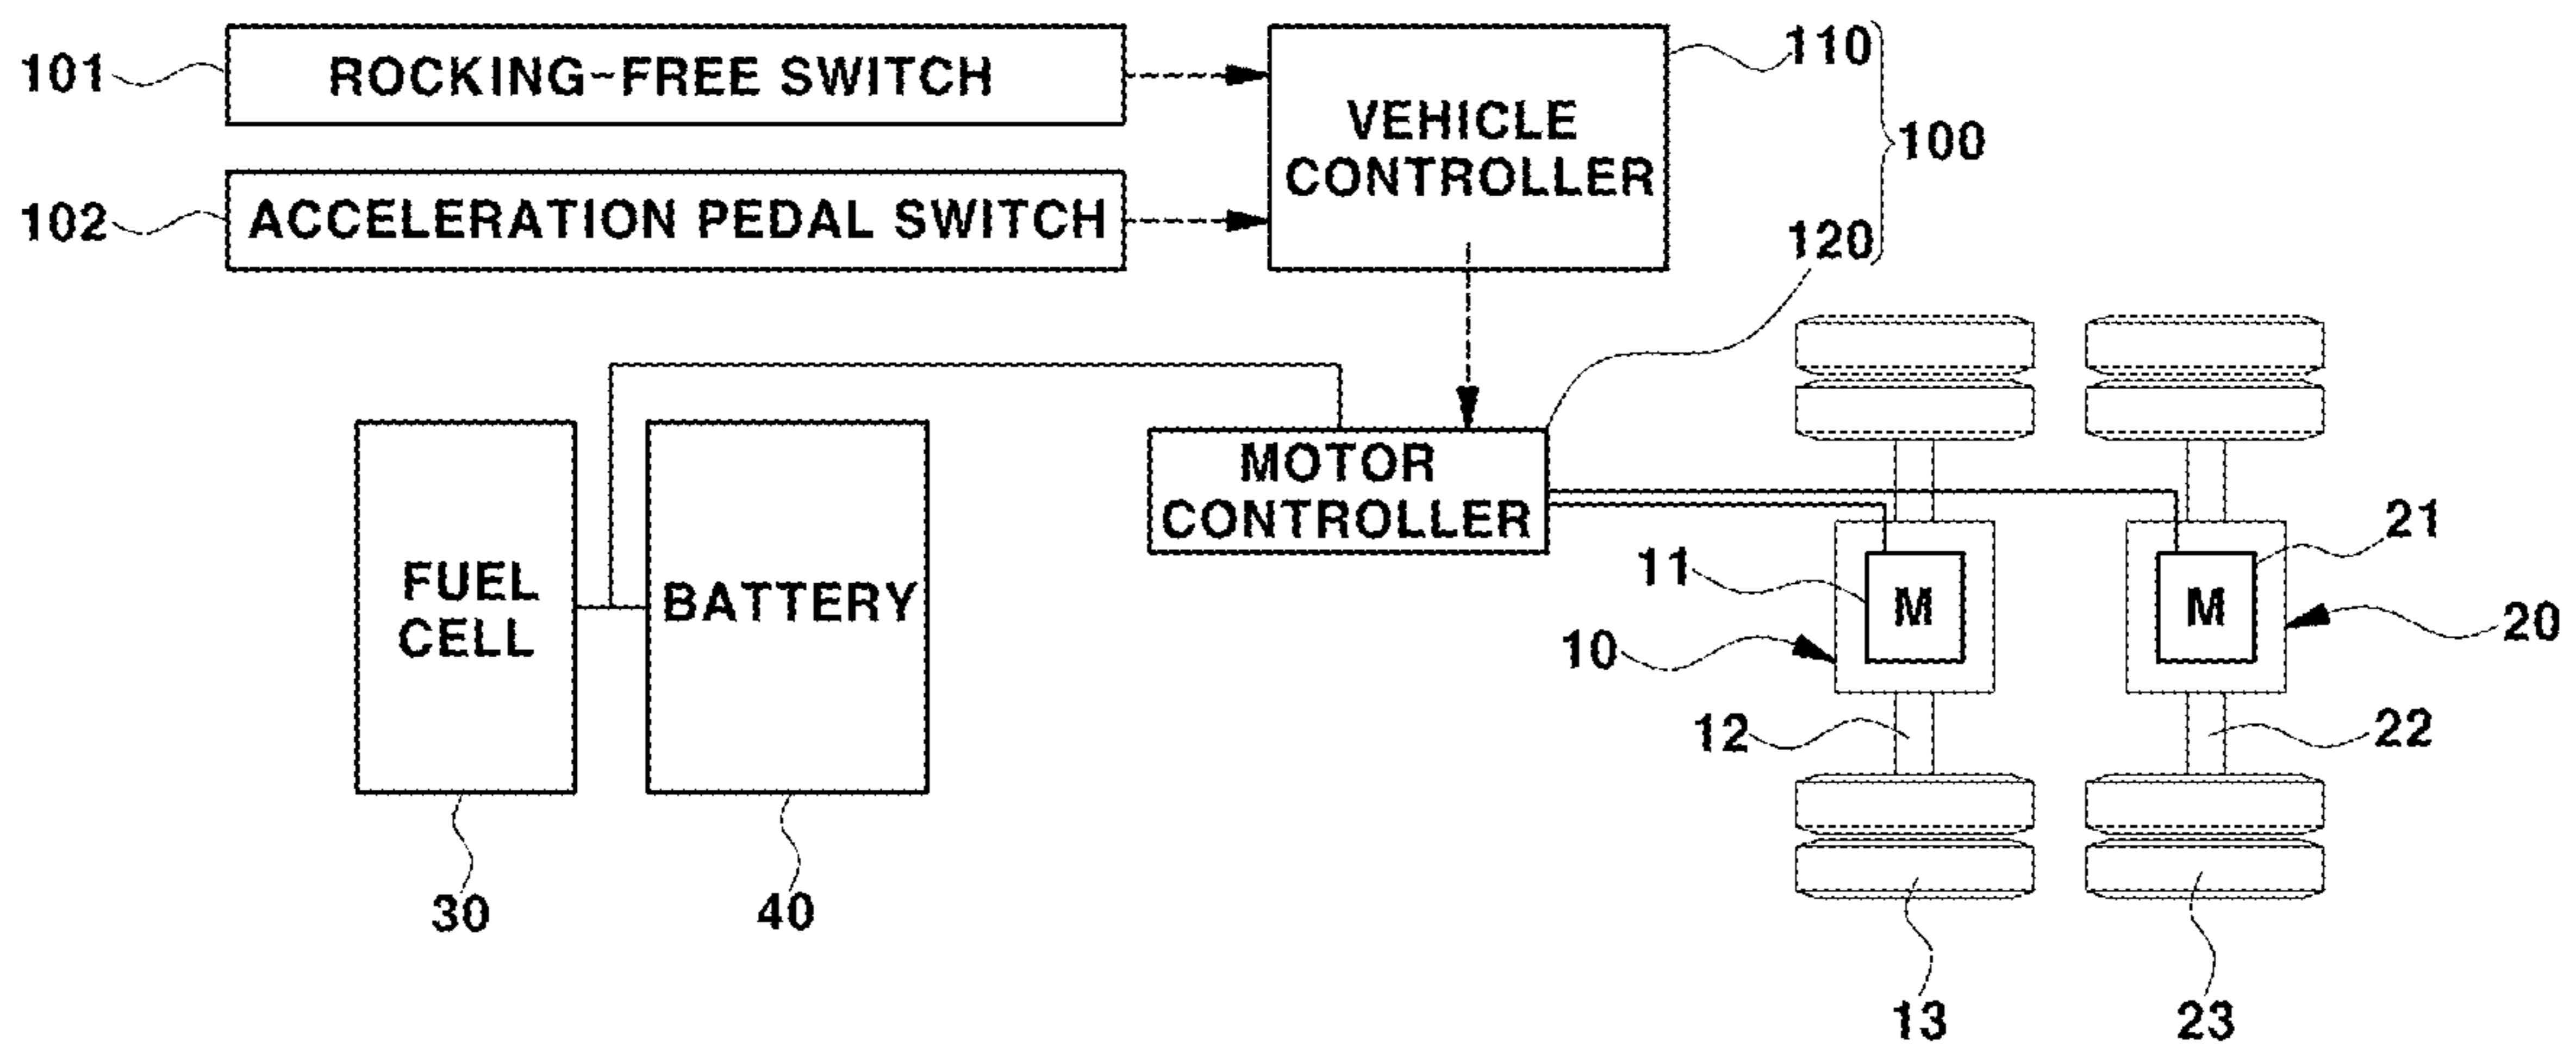 101
ROCKING-FREE SWITCH
110
VEHICLE
CONTROLLER
100
102
ACCELERATION PEDAL SWITCH
120
MOTOR
CONTROLLER
FUEL
CELL
BATTERY
11
M
M
21
10
20
12
22
30
40
13
23